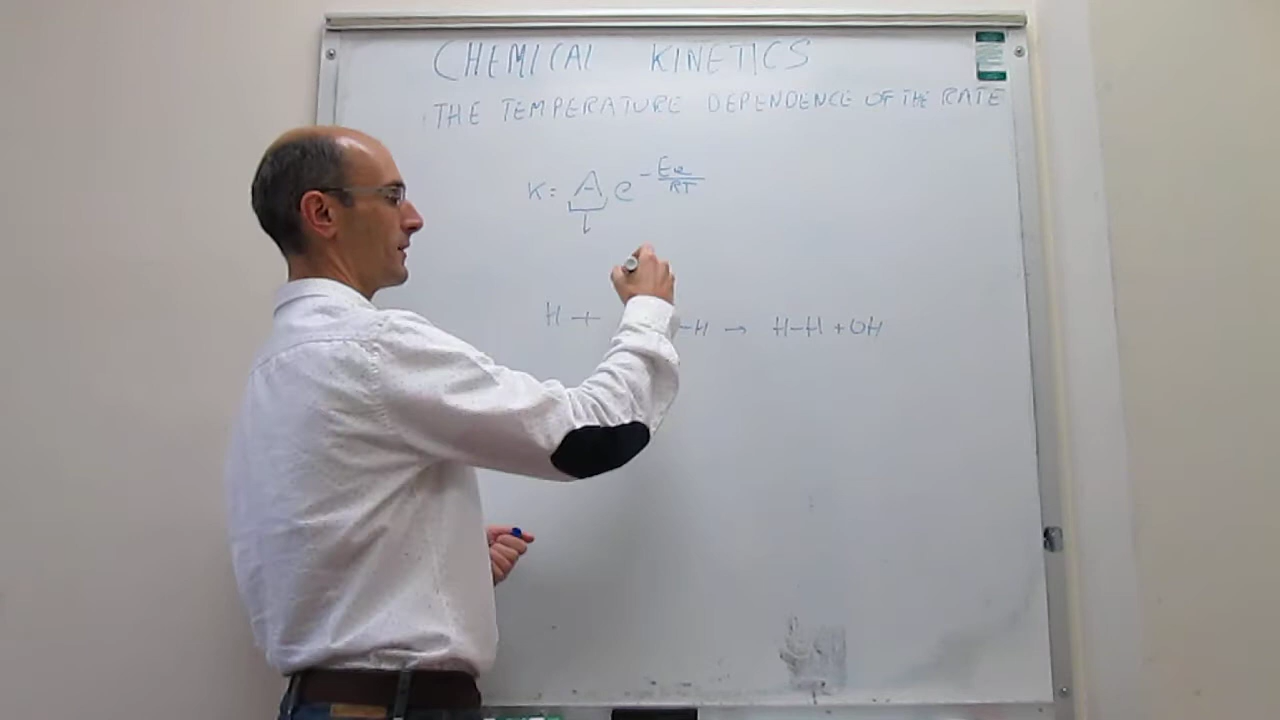 CHEMICAL KINETICS
THE TEMPERATURE DEPENDENCE OF THE RATE
K = A e^-Ea/RT
H + -H → H-H + OH